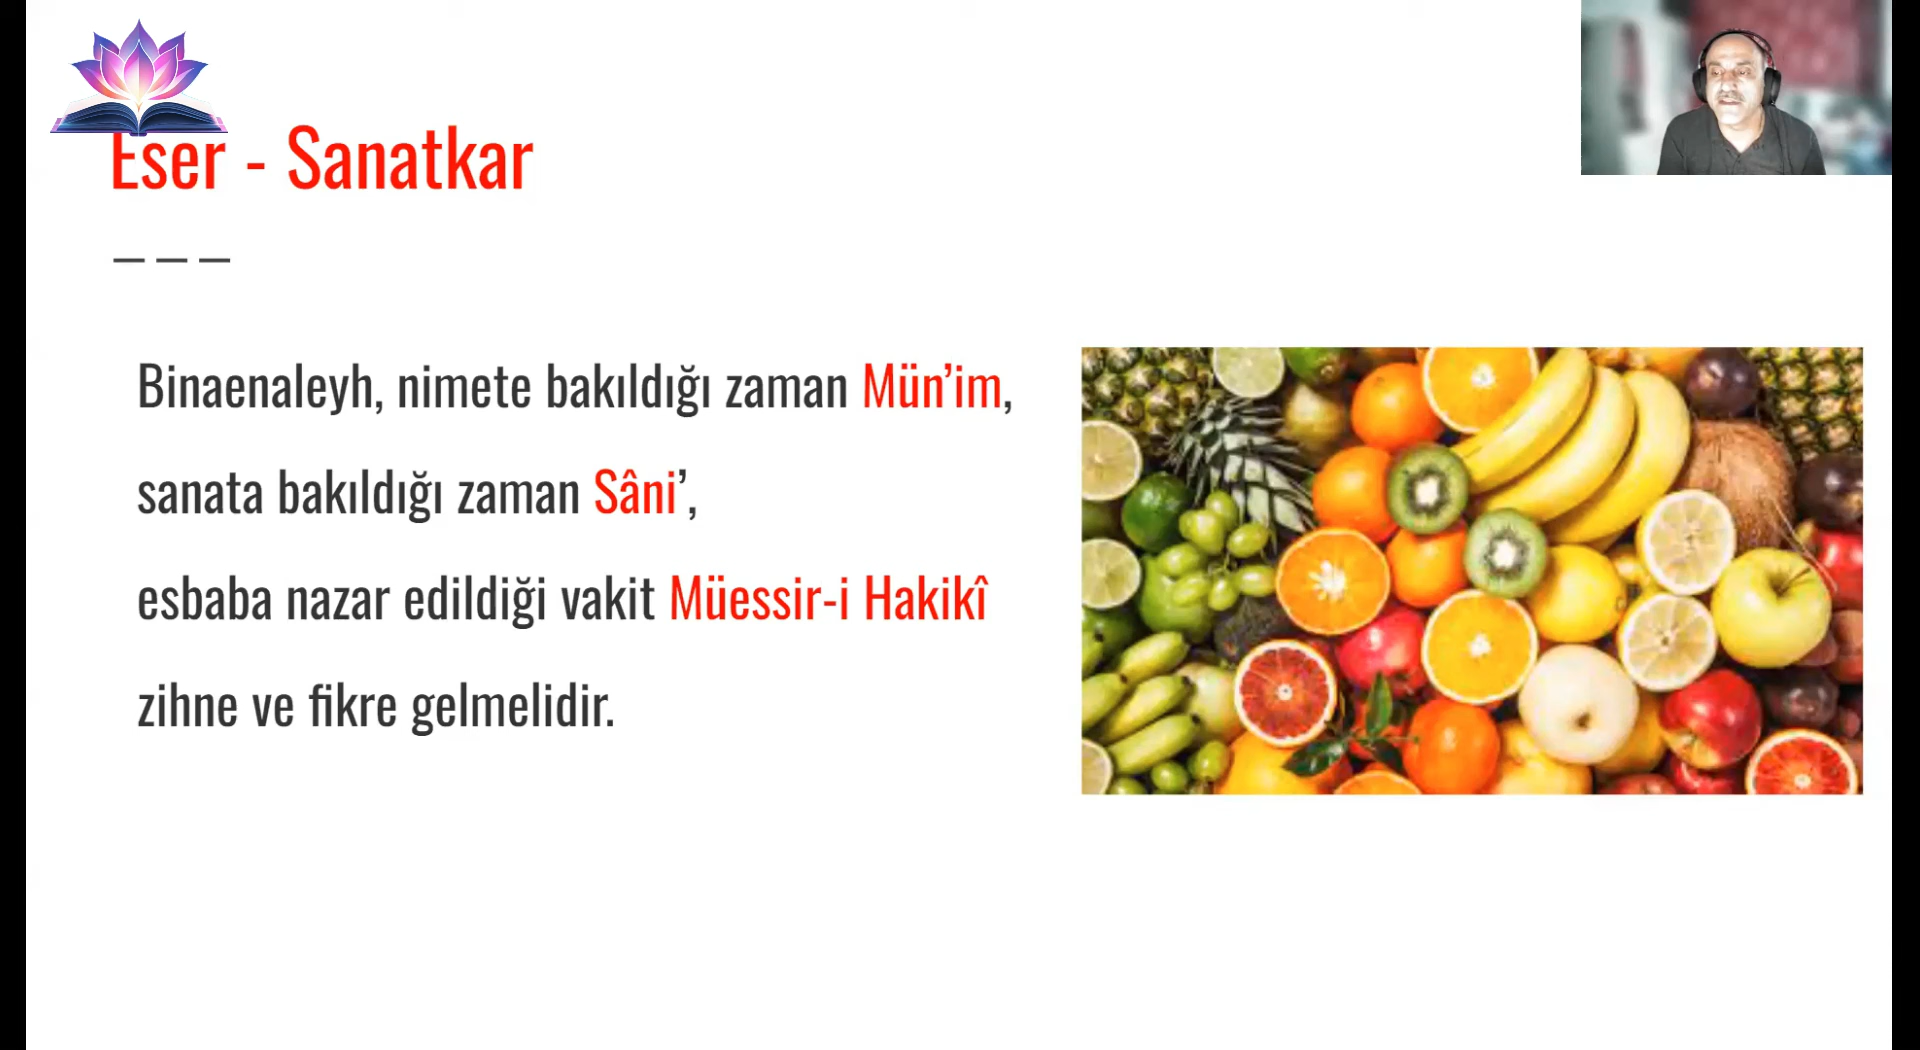 Eser - Sanatkar
Binaenaleyh, nimete bakıldığı zaman Mün’im,
sanata bakıldığı zaman Sâni’,
esbaba nazar edildiği vakit Müessir-i Hakikî
zihne ve fikre gelmelidir.